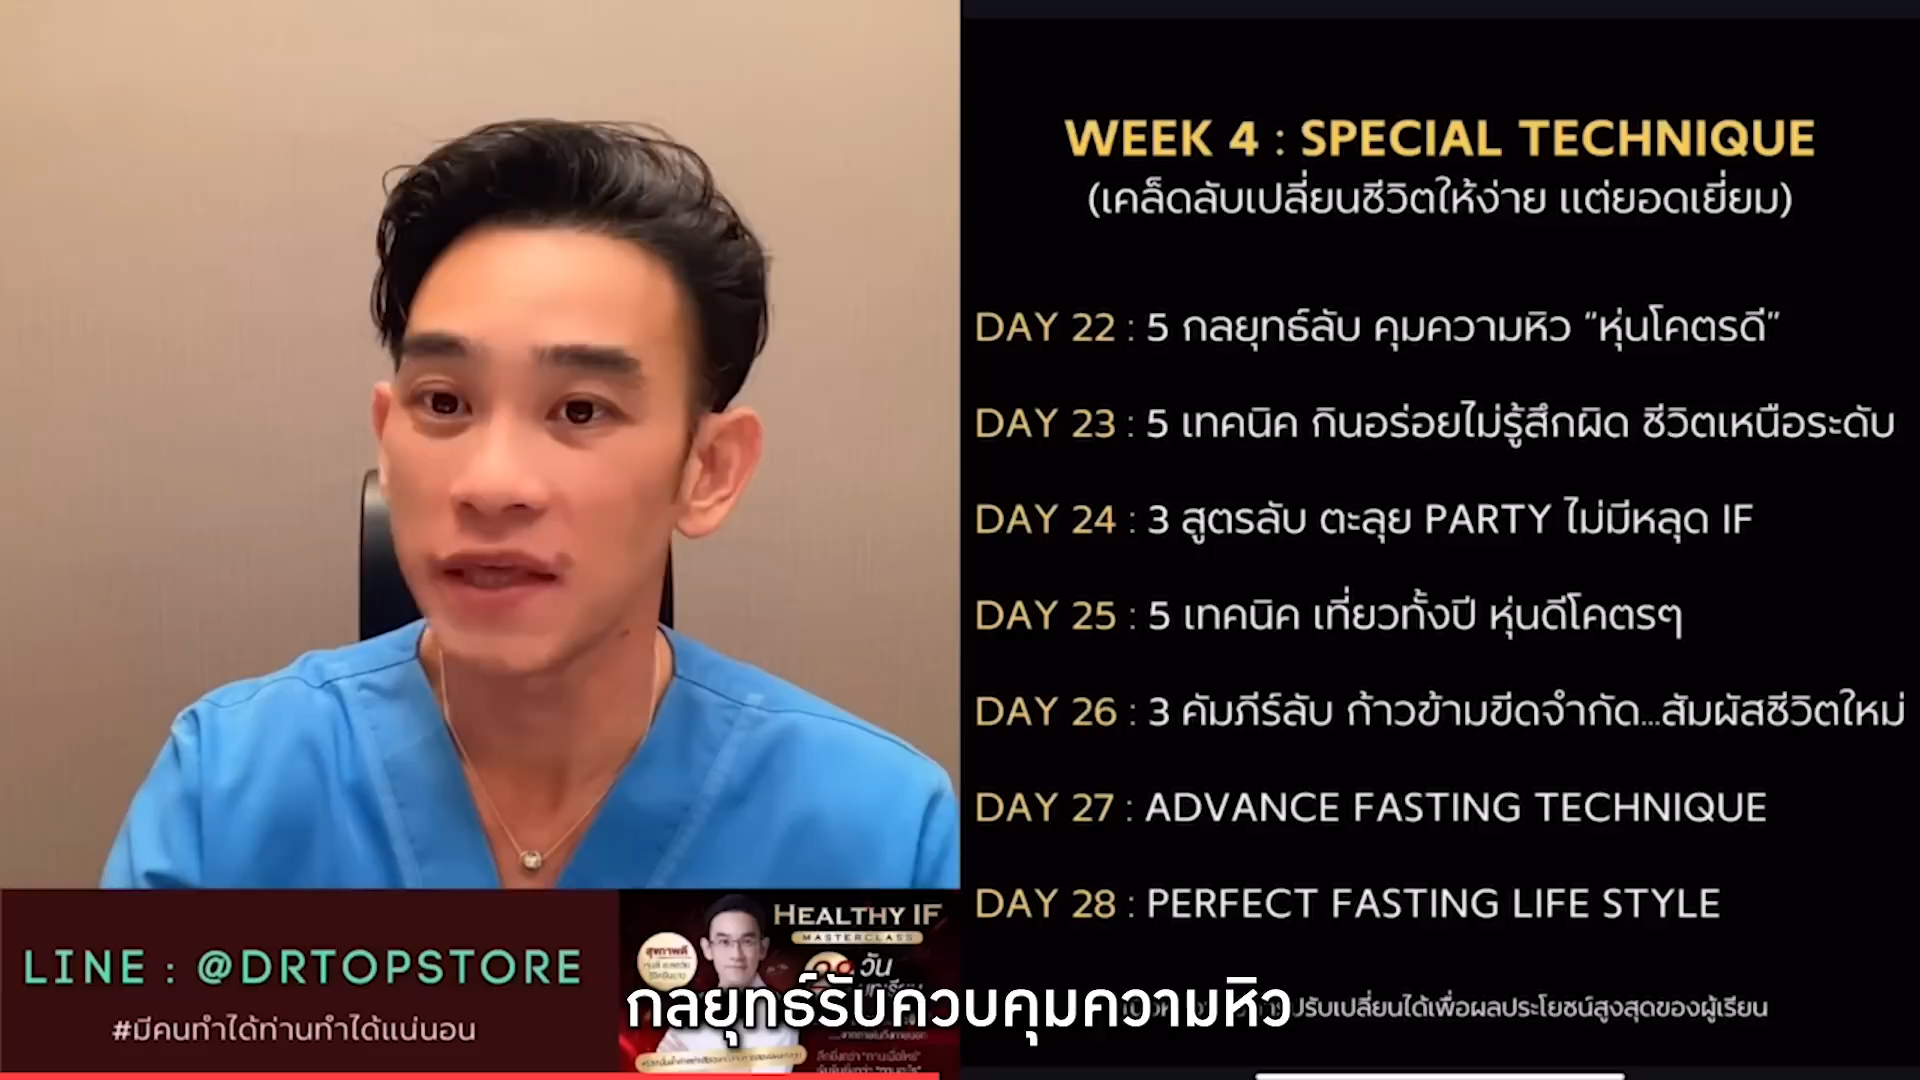 WEEK 4 : SPECIAL TECHNIQUE
(เคล็ดลับเปลี่ยนชีวิตให้ง่าย แต่ยอดเยี่ยม)
DAY 22 : 5 กลยุทธ์ลับ คุมความหิว "หุ่นโคตรดี"
DAY 23 : 5 เทคนิค กินอร่อยไม่รู้สึกผิด ชีวิตเหนือระดับ
DAY 24 : 3 สูตรลับ ตะลุย PARTY ไม่มีหลุด IF
DAY 25 : 5 เทคนิค เที่ยวทั้งปี หุ่นดีโคตรๆ
DAY 26 : 3 คัมภีร์ลับ ก้าวข้ามขีดจำกัด...สัมผัสชีวิตใหม่
DAY 27 : ADVANCE FASTING TECHNIQUE
DAY 28 : PERFECT FASTING LIFE STYLE
ปรับเปลี่ยนได้เพื่อผลประโยชน์สูงสุดของผู้เรียน
LINE : @DRTOPSTORE
#มีคนทำได้ท่านทำได้แน่นอน
HEALTHY IF
MASTERCLASS
สุขภาพดี
28 วัน
กลยุทธ์รับควบคุมความหิว